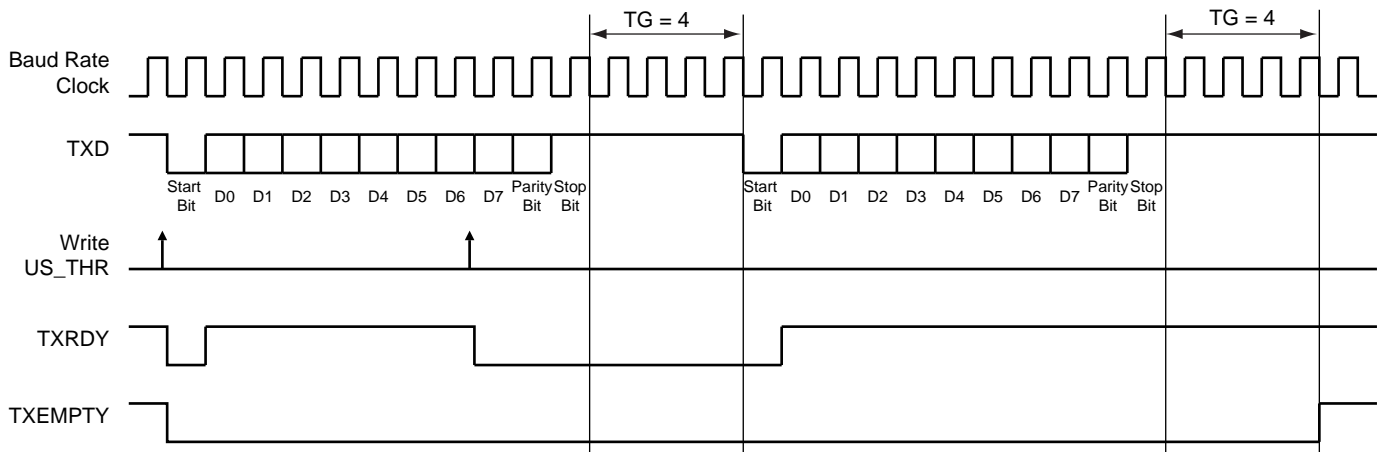 TG = 4
TG = 4
Baud Rate
Clock
TXD
Start
Bit
D0
D1
D2
D3
D4
D5
D6
D7
Parity
Bit
Stop
Bit
Start
Bit
D0
D1
D2
D3
D4
D5
D6
D7
Parity
Bit
Stop
Bit
Write
US_THR
TXRDY
TXEMPTY